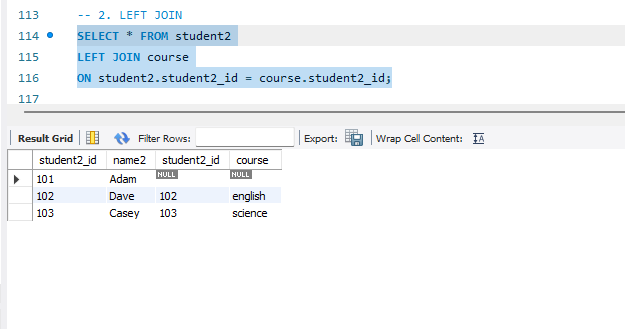 113 -- 2. LEFT JOIN
114 SELECT * FROM student2
115 LEFT JOIN course
116 ON student2.student2_id = course.student2_id;
117
Result Grid Filter Rows: Export: Wrap Cell Content:
student2_id name2 student2_id course
101 Adam NULL NULL
102 Dave 102 english
103 Casey 103 science